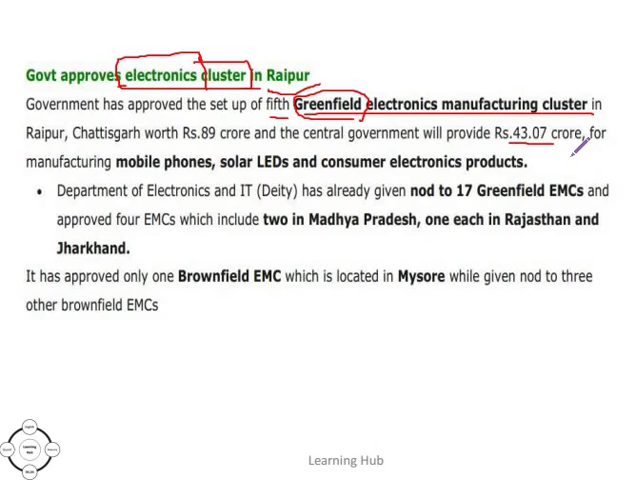 Govt approves electronics cluster in Raipur
Government has approved the set up of fifth Greenfield electronics manufacturing cluster in
Raipur, Chattisgarh worth Rs.89 crore and the central government will provide Rs.43.07 crore, for
manufacturing mobile phones, solar LEDs and consumer electronics products.
• Department of Electronics and IT (Deity) has already given nod to 17 Greenfield EMCs and
approved four EMCs which include two in Madhya Pradesh, one each in Rajasthan and
Jharkhand.
It has approved only one Brownfield EMC which is located in Mysore while given nod to three
other brownfield EMCs
English
Learning
Hub
Learning Hub